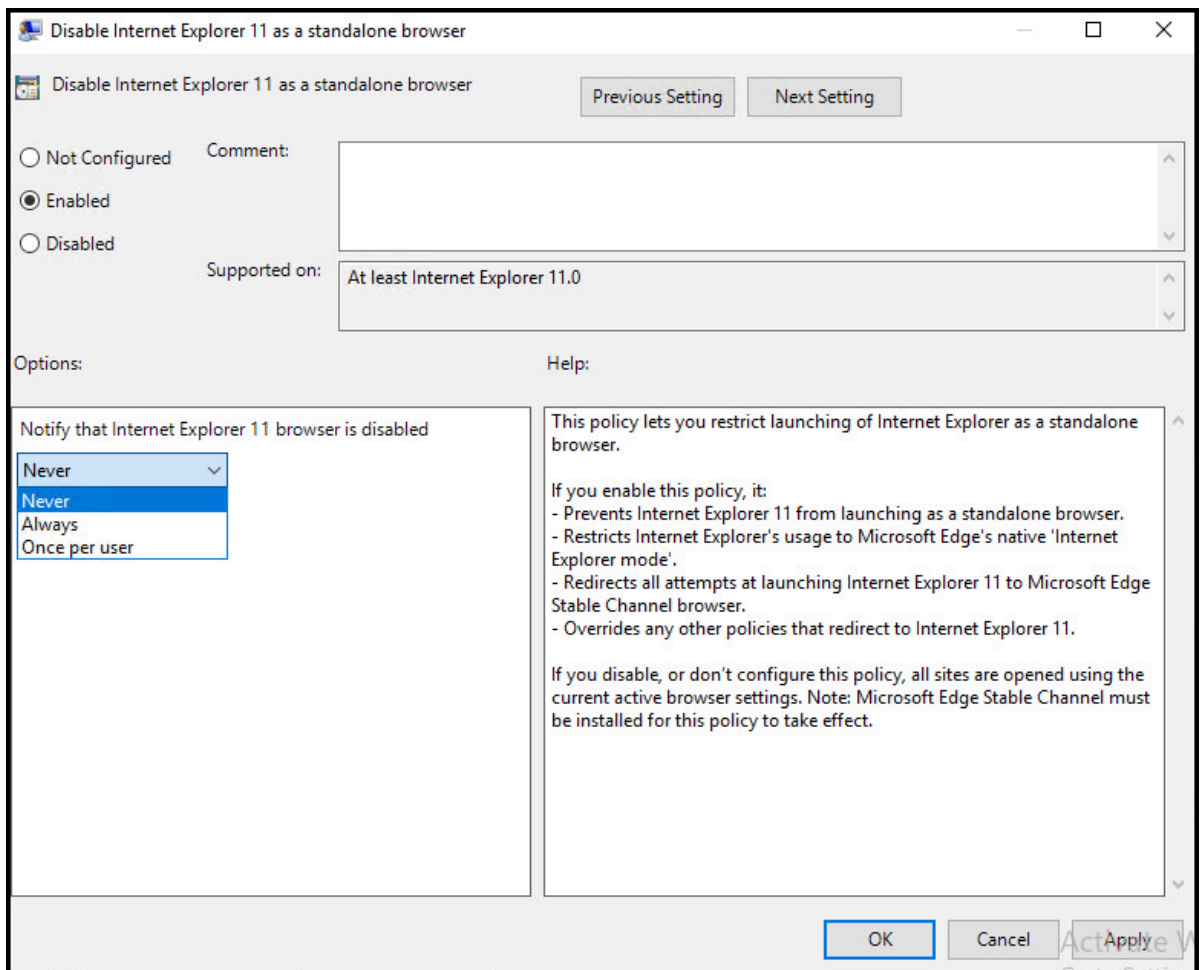 Disable Internet Explorer 11 as a standalone browser
Disable Internet Explorer 11 as a standalone browser
Previous Setting
Next Setting
Not Configured
Comment:
Enabled
Disabled
Supported on:
At least Internet Explorer 11.0
Options:
Help:
Notify that Internet Explorer 11 browser is disabled
Never
Never
Always
Once per user
This policy lets you restrict launching of Internet Explorer as a standalone
browser.
If you enable this policy, it:
- Prevents Internet Explorer 11 from launching as a standalone browser.
- Restricts Internet Explorer's usage to Microsoft Edge's native 'Internet
Explorer mode'.
- Redirects all attempts at launching Internet Explorer 11 to Microsoft Edge
Stable Channel browser.
- Overrides any other policies that redirect to Internet Explorer 11.
If you disable, or don't configure this policy, all sites are opened using the
current active browser settings. Note: Microsoft Edge Stable Channel must
be installed for this policy to take effect.
OK
Cancel
Apply
Activate W